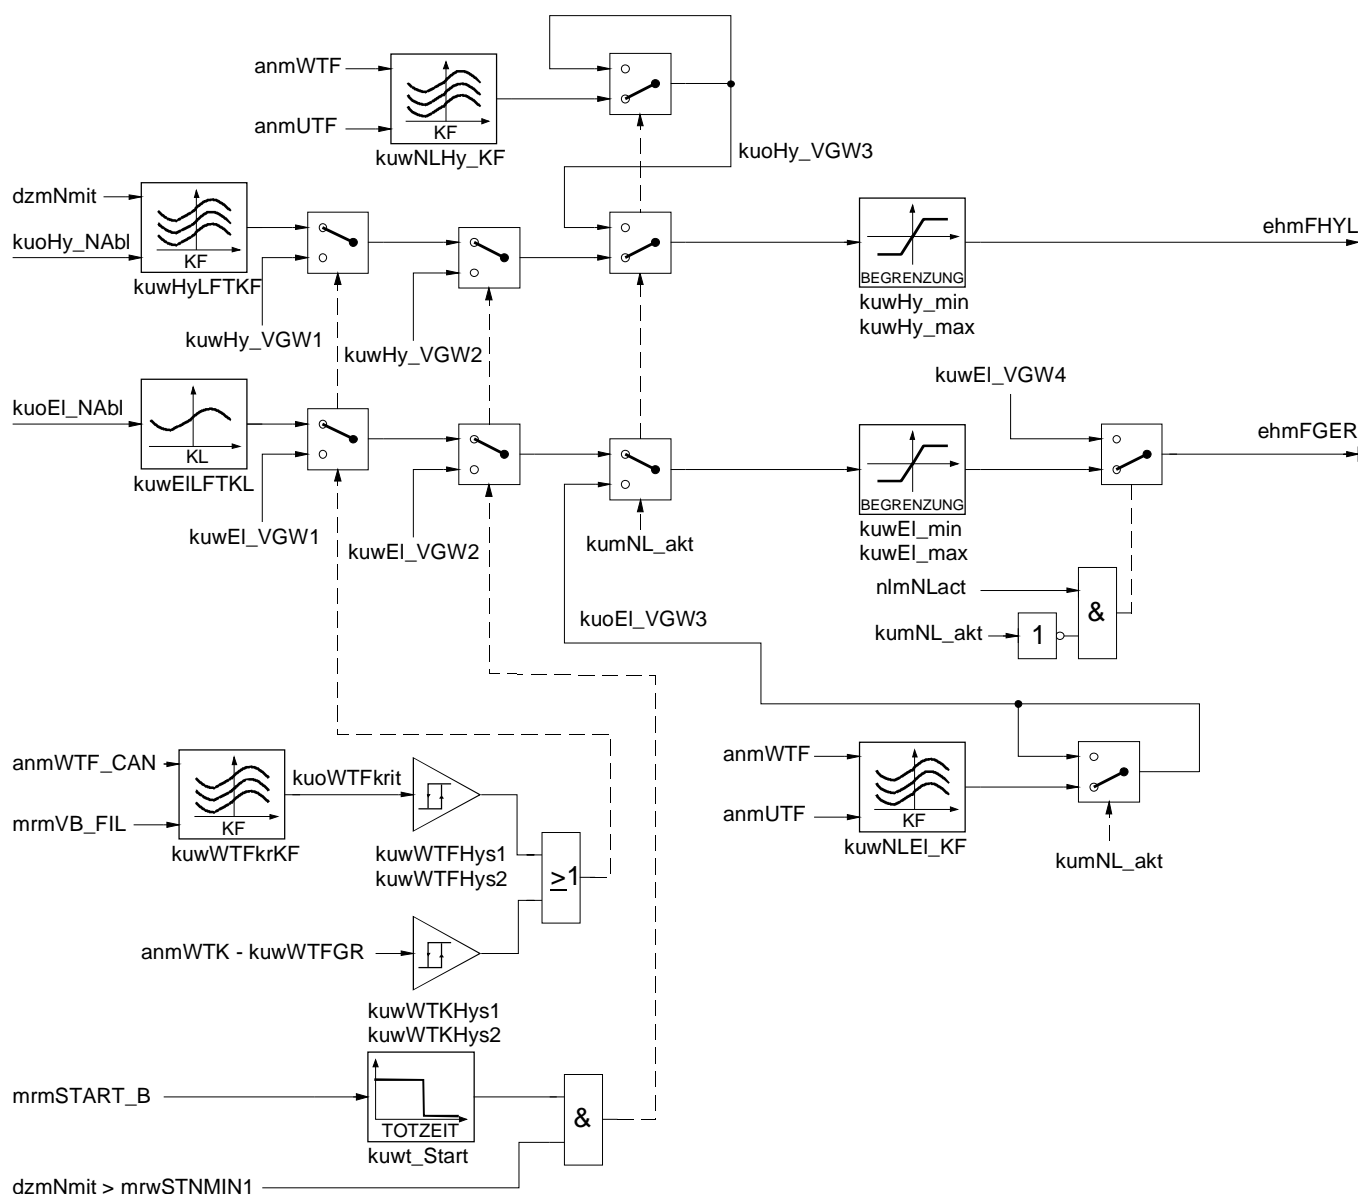 anmWTF
anmUTF
KF
kuwNLHy_KF
kuoHy_VGW3
dzmNmit
kuoHy_NAbl
KF
kuwHyLFTKF
kuwHy_VGW1
kuwHy_VGW2
BEGRENZUNG
kuwHy_min
kuwHy_max
ehmFHYL
kuoEl_NAbl
KL
kuwElLFTKL
kuwEl_VGW1
kuwEl_VGW2
kumNL_akt
BEGRENZUNG
kuwEl_min
kuwEl_max
kuwEl_VGW4
ehmFGER
nlmNLact
kumNL_akt
1
&
kuoEl_VGW3
anmWTF_CAN
mrmVB_FIL
KF
kuwWTFkrKF
kuoWTFkrit
kuwWTFHys1
kuwWTFHys2
≥1
anmWTK - kuwWTFGR
kuwWTKHys1
kuwWTKHys2
anmWTF
anmUTF
KF
kuwNLEl_KF
kumNL_akt
mrmSTART_B
TOTZEIT
kuwt_Start
&
dzmNmit > mrwSTNMIN1